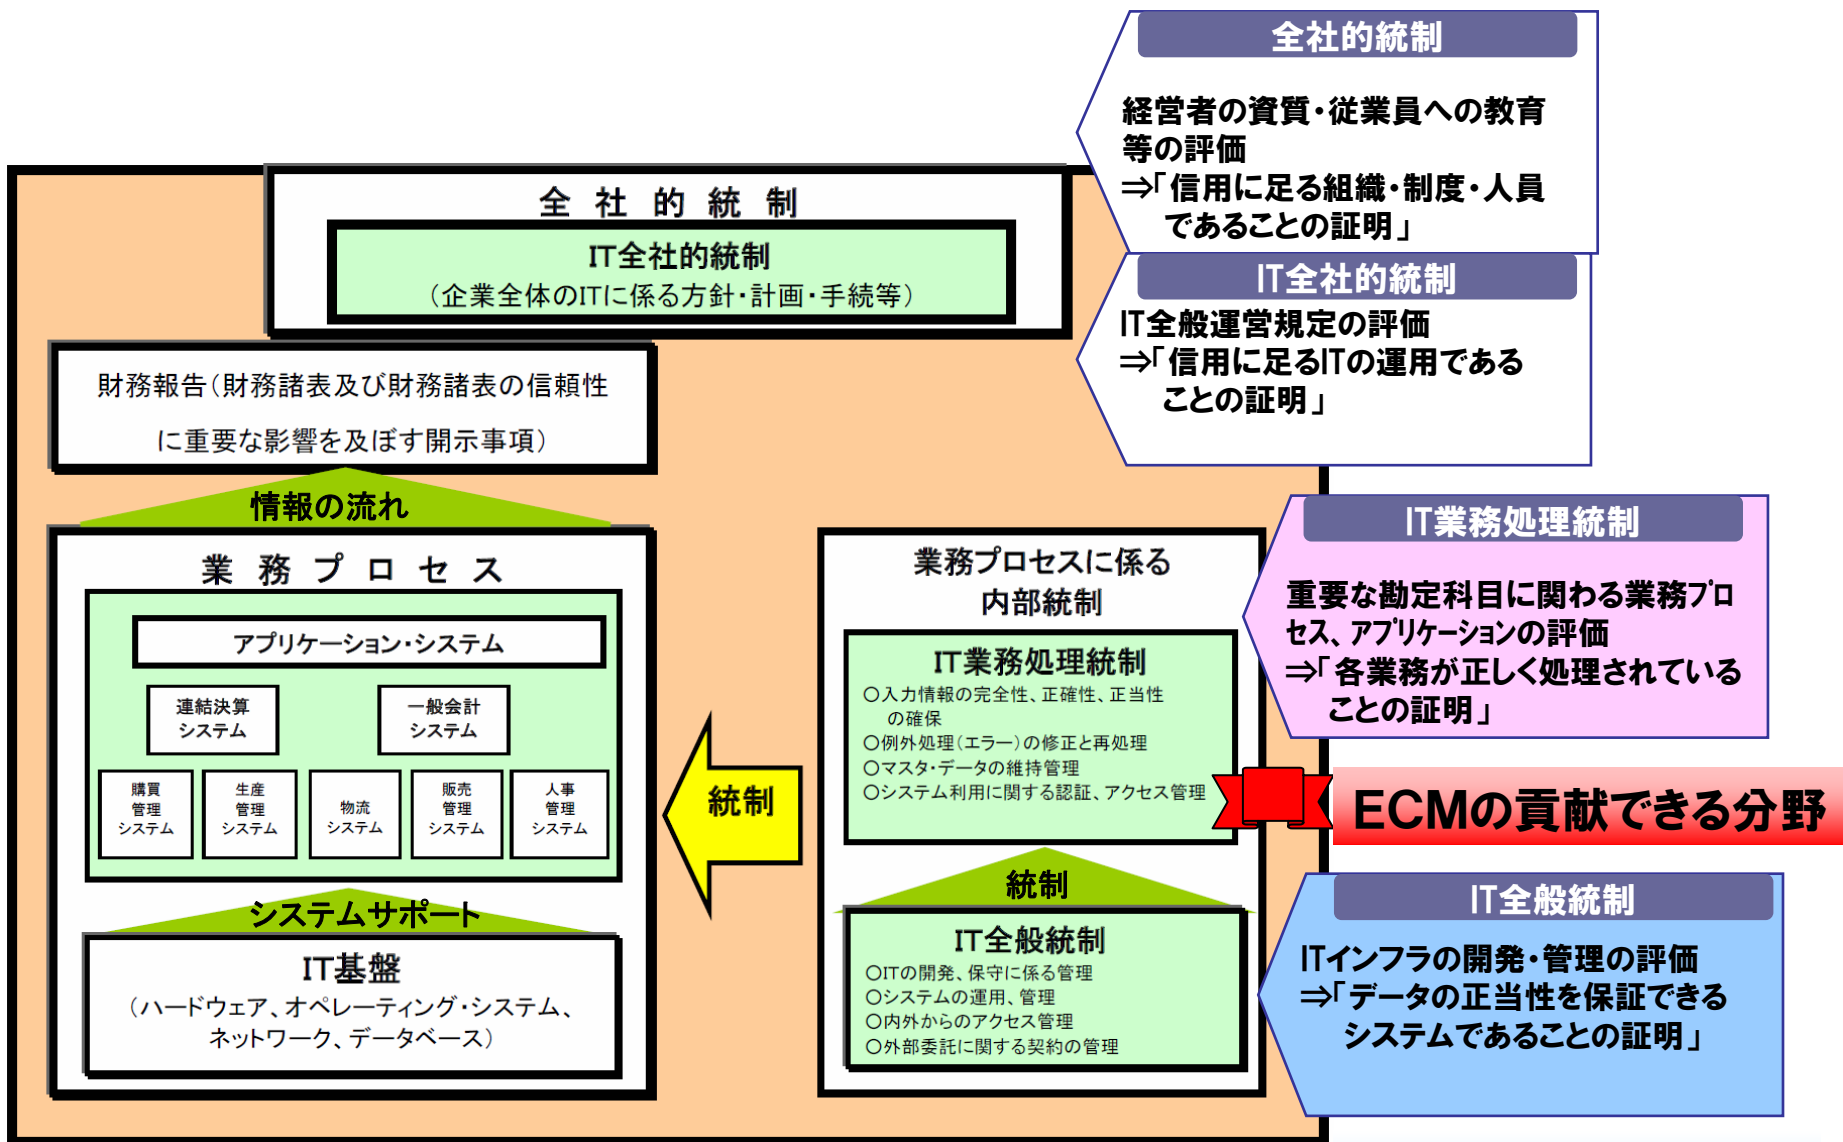 全社的統制
経営者の資質・従業員への教育
等の評価
⇒「信用に足る組織・制度・人員
であることの証明」
全社的統制
IT全社的統制
（企業全体のITに係る方針・計画・手続等）
IT全社的統制
IT全般運営規定の評価
⇒「信用に足るITの運用である
ことの証明」
財務報告（財務諸表及び財務諸表の信頼性
に重要な影響を及ぼす開示事項）
情報の流れ
業務プロセス
アプリケーション・システム
連結決算
システム
一般会計
システム
購買
管理
システム
生産
管理
システム
物流
システム
販売
管理
システム
人事
管理
システム
システムサポート
IT基盤
（ハードウェア、オペレーティング・システム、
ネットワーク、データベース）
統制
業務プロセスに係る
内部統制
IT業務処理統制
○入力情報の完全性、正確性、正当性
の確保
○例外処理（エラー）の修正と再処理
○マスタ・データの維持管理
○システム利用に関する認証、アクセス管理
統制
IT全般統制
○ITの開発、保守に係る管理
○システムの運用、管理
○内外からのアクセス管理
○外部委託に関する契約の管理
IT業務処理統制
重要な勘定科目に関わる業務プロ
セス、アプリケーションの評価
⇒「各業務が正しく処理されている
ことの証明」
ECMの貢献できる分野
IT全般統制
ITインフラの開発・管理の評価
⇒「データの正当性を保証できる
システムであることの証明」